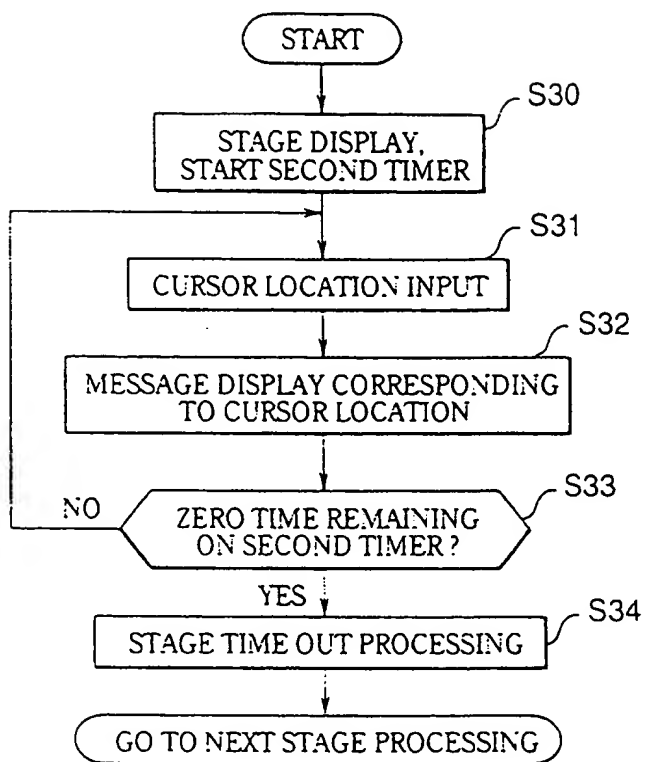 START
S30
STAGE DISPLAY,
START SECOND TIMER
S31
CURSOR LOCATION INPUT
S32
MESSAGE DISPLAY CORRESPONDING
TO CURSOR LOCATION
S33
NO
ZERO TIME REMAINING
ON SECOND TIMER?
YES
S34
STAGE TIME OUT PROCESSING
GO TO NEXT STAGE PROCESSING